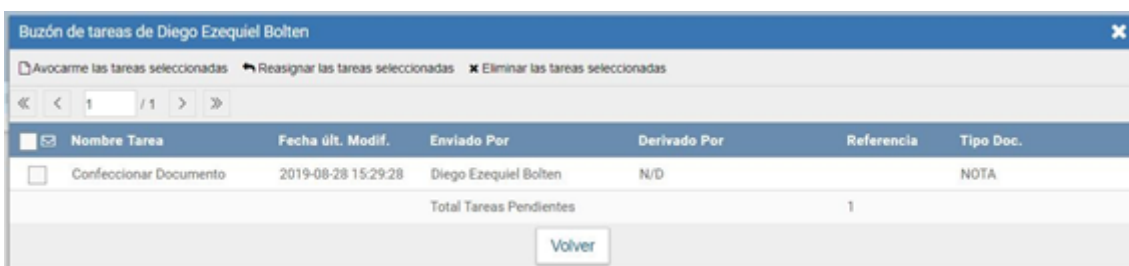 Buzón de tareas de Diego Ezequiel Bolten
Avocarme las tareas seleccionadas Reasignar las tareas seleccionadas Eliminar las tareas seleccionadas
1 / 1
Nombre Tarea Fecha últ. Modif. Enviado Por Derivado Por Referencia Tipo Doc.
Confeccionar Documento 2019-08-28 15:29:28 Diego Ezequiel Bolten N/D NOTA
Total Tareas Pendientes 1
Volver